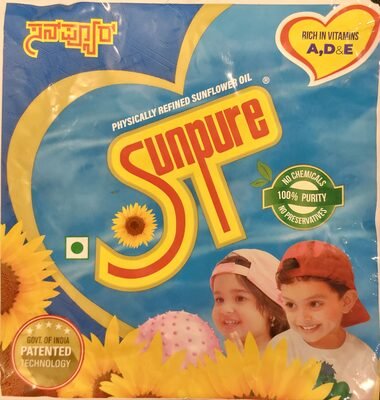 ಸನ್‌ಪ್ಯೂರ್
RICH IN VITAMINS
A,D&E
PHYSICALLY REFINED SUNFLOWER OIL
Sunpure ®
NO CHEMICALS
100% PURITY
NO PRESERVATIVES
GOVT. OF INDIA
PATENTED
TECHNOLOGY